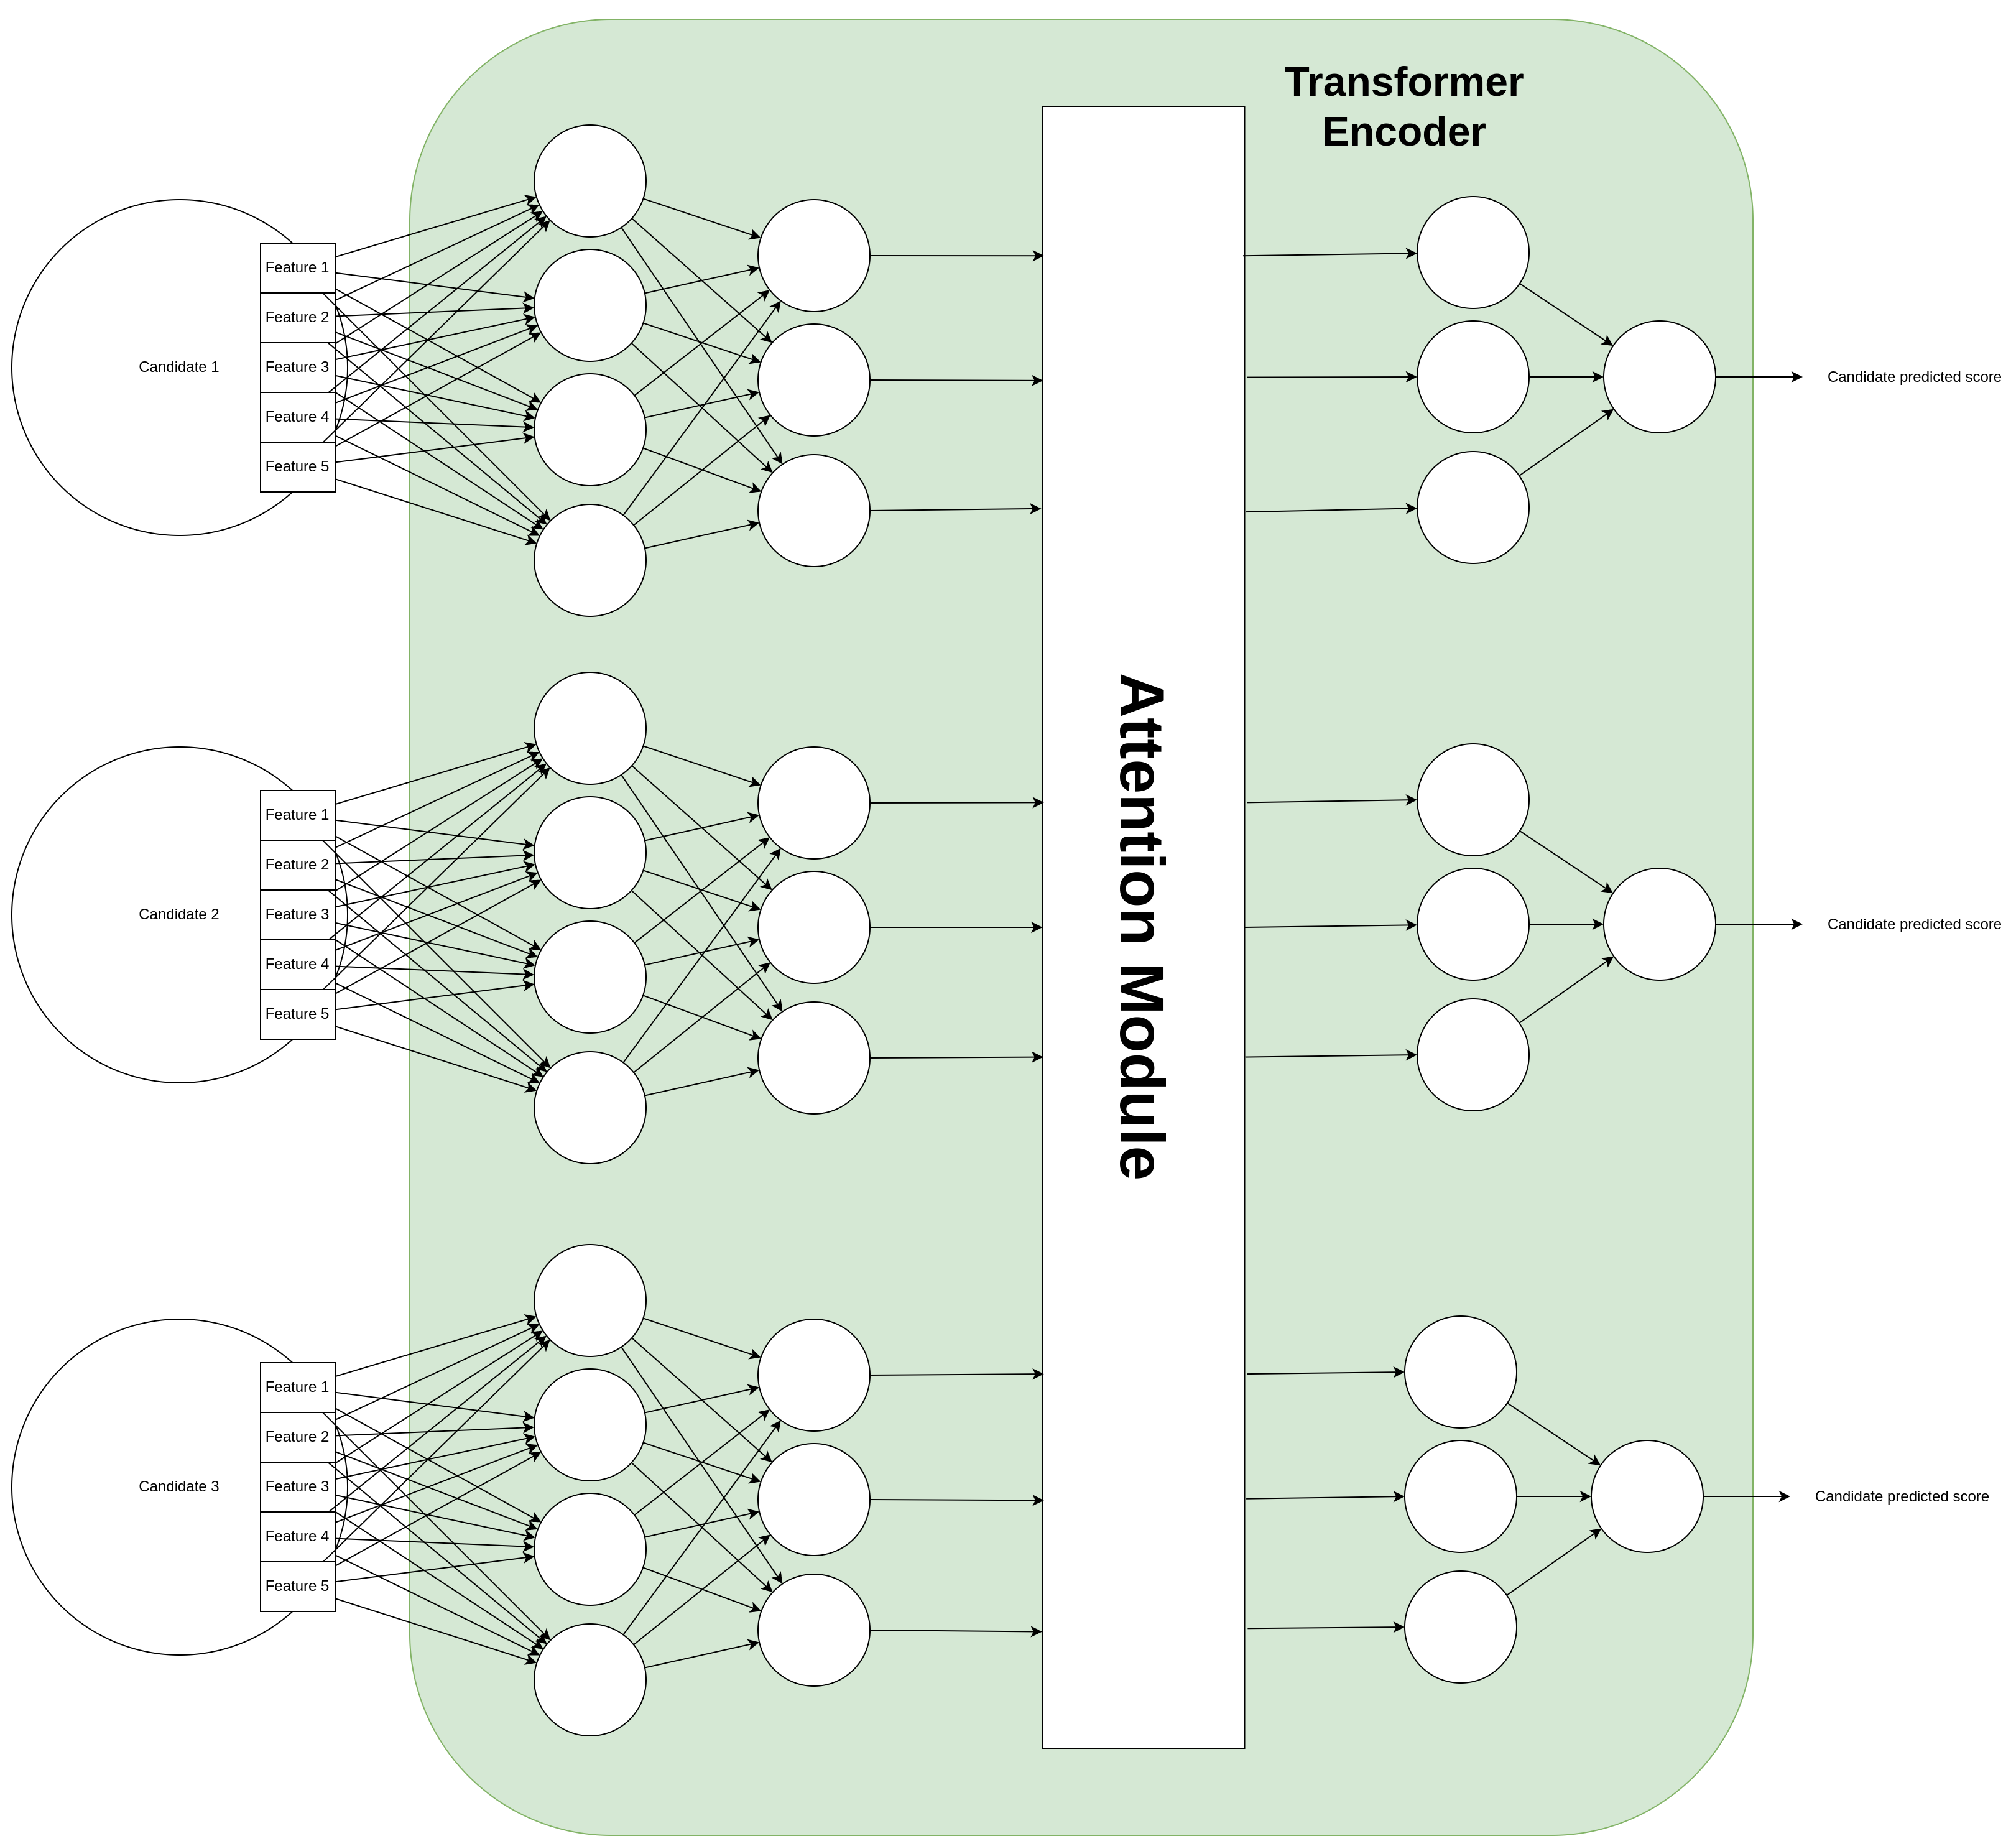 Transformer
Encoder
Feature 1
Feature 2
Candidate 1
Feature 3
Candidate predicted score
Feature 4
Feature 5
Attention Module
Feature 1
Feature 2
Candidate 2
Feature 3
Candidate predicted score
Feature 4
Feature 5
Feature 1
Feature 2
Candidate 3
Feature 3
Candidate predicted score
Feature 4
Feature 5